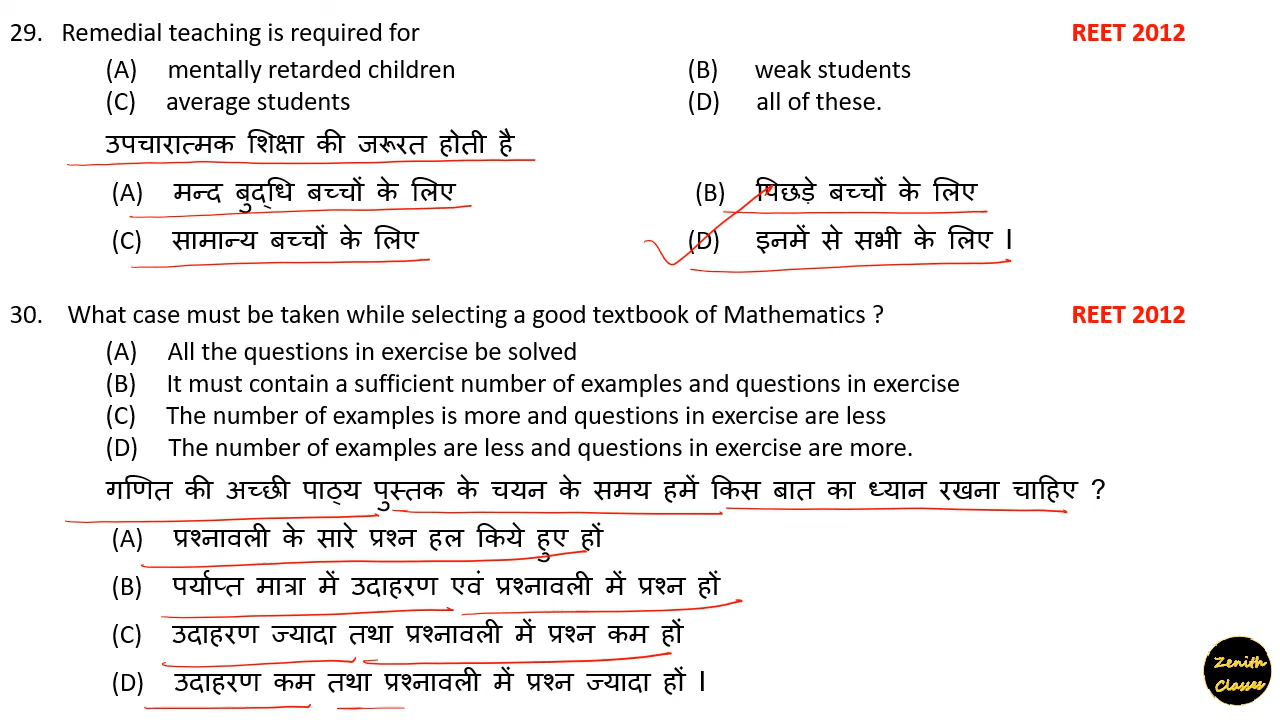 29. Remedial teaching is required for REET 2012
(A) mentally retarded children (B) weak students
(C) average students (D) all of these.
उपचारात्मक शिक्षा की जरूरत होती है
(A) मन्द बुद्धि बच्चों के लिए (B) पिछड़े बच्चों के लिए
(C) सामान्य बच्चों के लिए (D) इनमें से सभी के लिए ।
30. What case must be taken while selecting a good textbook of Mathematics ? REET 2012
(A) All the questions in exercise be solved
(B) It must contain a sufficient number of examples and questions in exercise
(C) The number of examples is more and questions in exercise are less
(D) The number of examples are less and questions in exercise are more.
गणित की अच्छी पाठ्य पुस्तक के चयन के समय हमें किस बात का ध्यान रखना चाहिए ?
(A) प्रश्नावली के सारे प्रश्न हल किये हुए हों
(B) पर्याप्त मात्रा में उदाहरण एवं प्रश्नावली में प्रश्न हों
(C) उदाहरण ज्यादा तथा प्रश्नावली में प्रश्न कम हों
(D) उदाहरण कम तथा प्रश्नावली में प्रश्न ज्यादा हों ।
Zenith
Classes